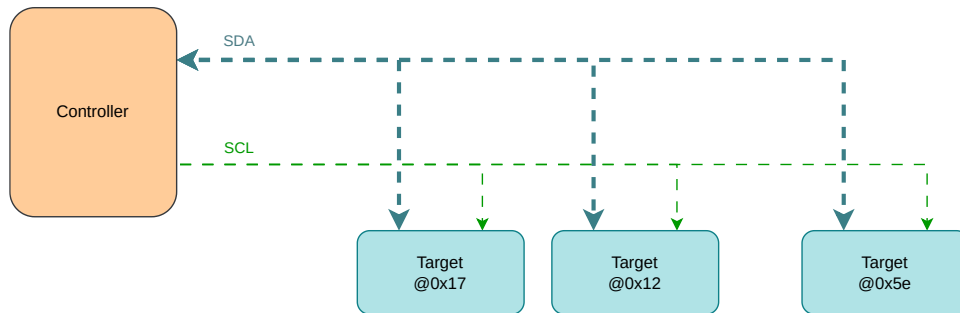 SDA
Controller
SCL
Target
@0x17
Target
@0x12
Target
@0x5e